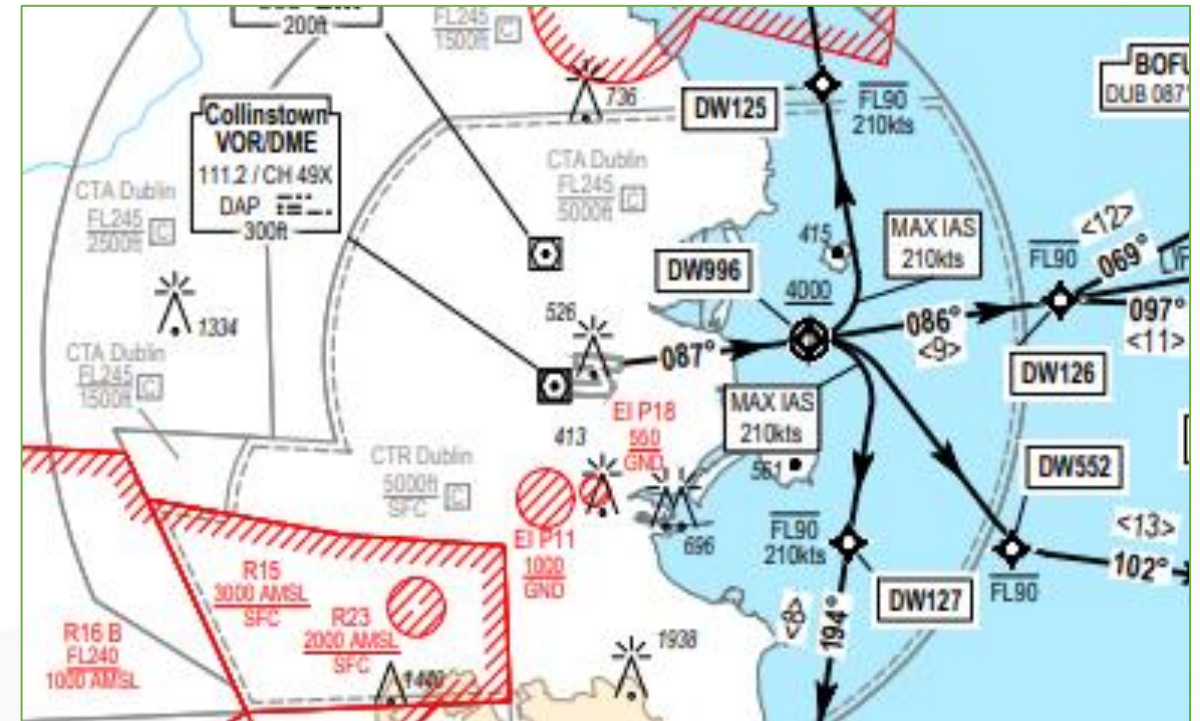 200ft
FL245
1500ft
C
Collinstown
VOR/DME
111.2 / CH 49X
DAP
300ft
736
DW125
FL90
210kts
BOFU
DUB 087°
CTA Dublin
FL245
2500ft
C
CTA Dublin
FL245
5000ft
C
415
MAX IAS
210kts
<12>
069°
DW996
4000
FL90
1334
526
087°
086°
<9>
097°
<11>
CTA Dublin
FL245
1500ft
C
DW126
MAX IAS
210kts
EI P18
550
GND
413
561
CTR Dublin
5000ft
SFC
C
DW552
696
FL90
210kts
<13>
102°
EI P11
1000
GND
FL90
DW127
R15
3000 AMSL
SFC
R23
2000 AMSL
SFC
194°
R16 B
FL240
1000 AMSL
1938